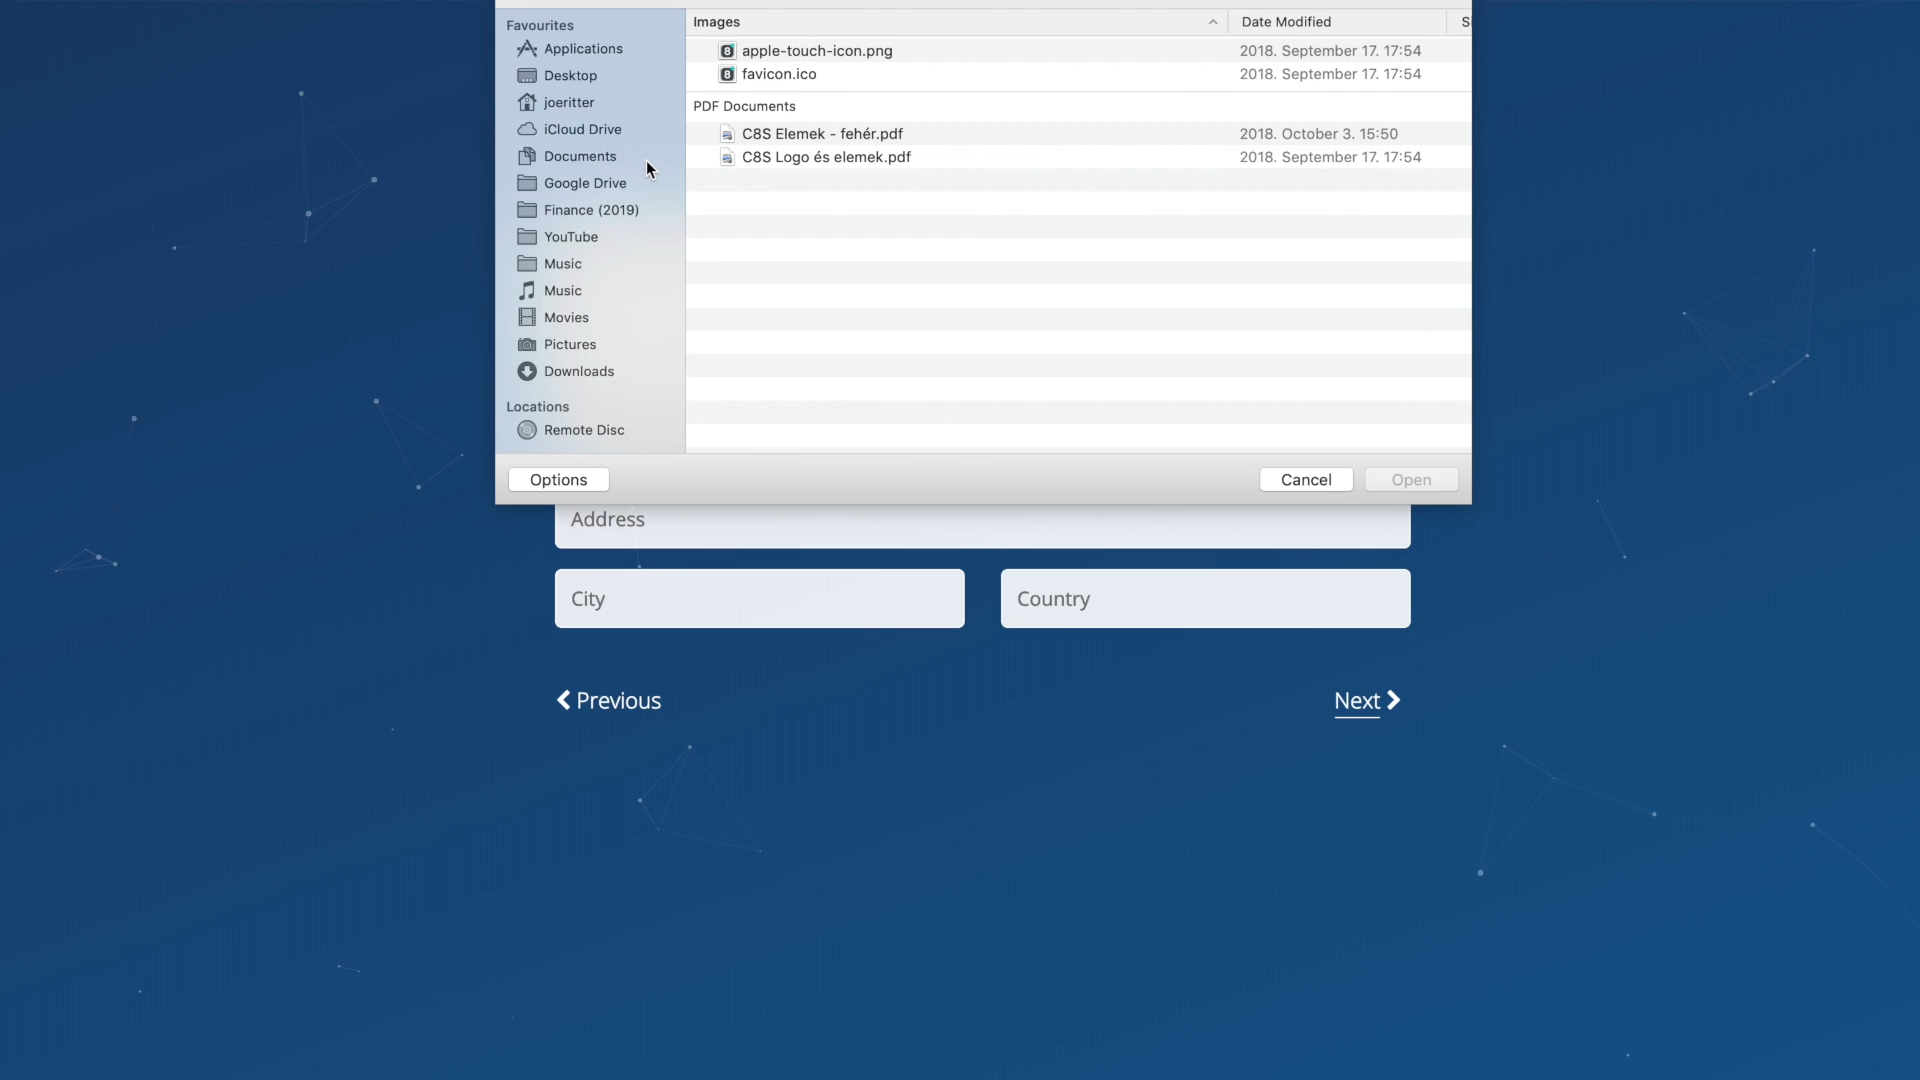 Favourites
Applications
Desktop
joeritter
iCloud Drive
Documents
Google Drive
Finance (2019)
YouTube
Music
Music
Movies
Pictures
Downloads
Locations
Remote Disc
Images Date Modified
apple-touch-icon.png 2018. September 17. 17:54
favicon.ico 2018. September 17. 17:54
PDF Documents
C8S Elemek - fehér.pdf 2018. October 3. 15:50
C8S Logo és elemek.pdf 2018. September 17. 17:54
Options Cancel Open
Address
City Country
Previous Next